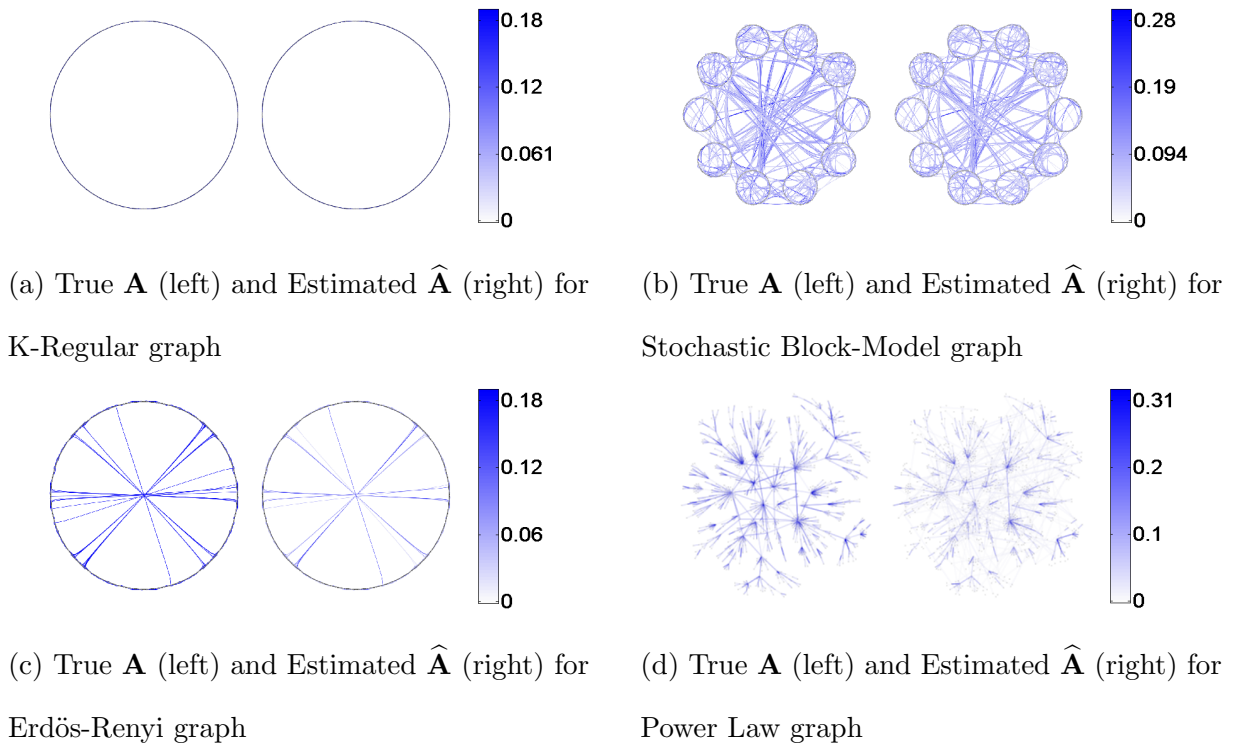 0.18
0.12
0.061
0
0.28
0.19
0.094
0
(a) True A (left) and Estimated Â (right) for
K-Regular graph
(b) True A (left) and Estimated Â (right) for
Stochastic Block-Model graph
0.18
0.12
0.06
0
0.31
0.2
0.1
0
(c) True A (left) and Estimated Â (right) for
Erdös-Renyi graph
(d) True A (left) and Estimated Â (right) for
Power Law graph